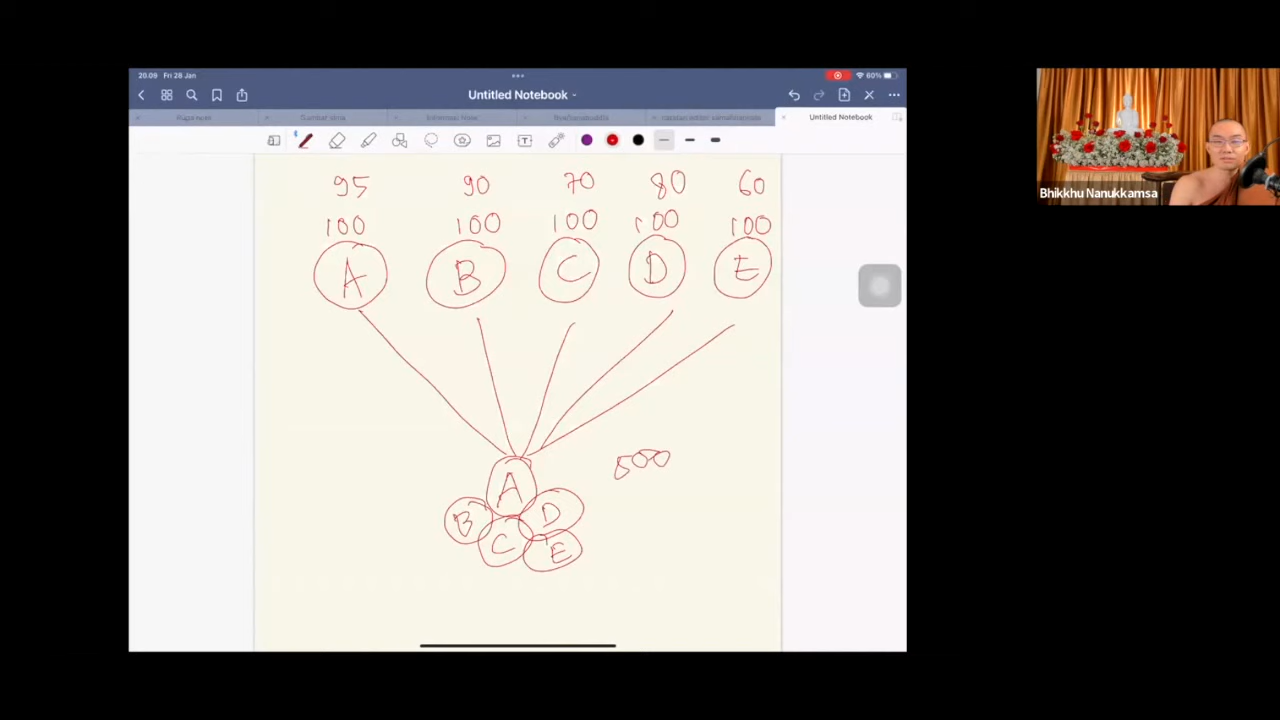 20.09 Fri 28 Jan
60%
Untitled Notebook
Untitled Notebook
95 90 70 80 60
100 100 100 100 100
A B C D E
500
A
B D
C E
Bhikkhu Nanukkamsa